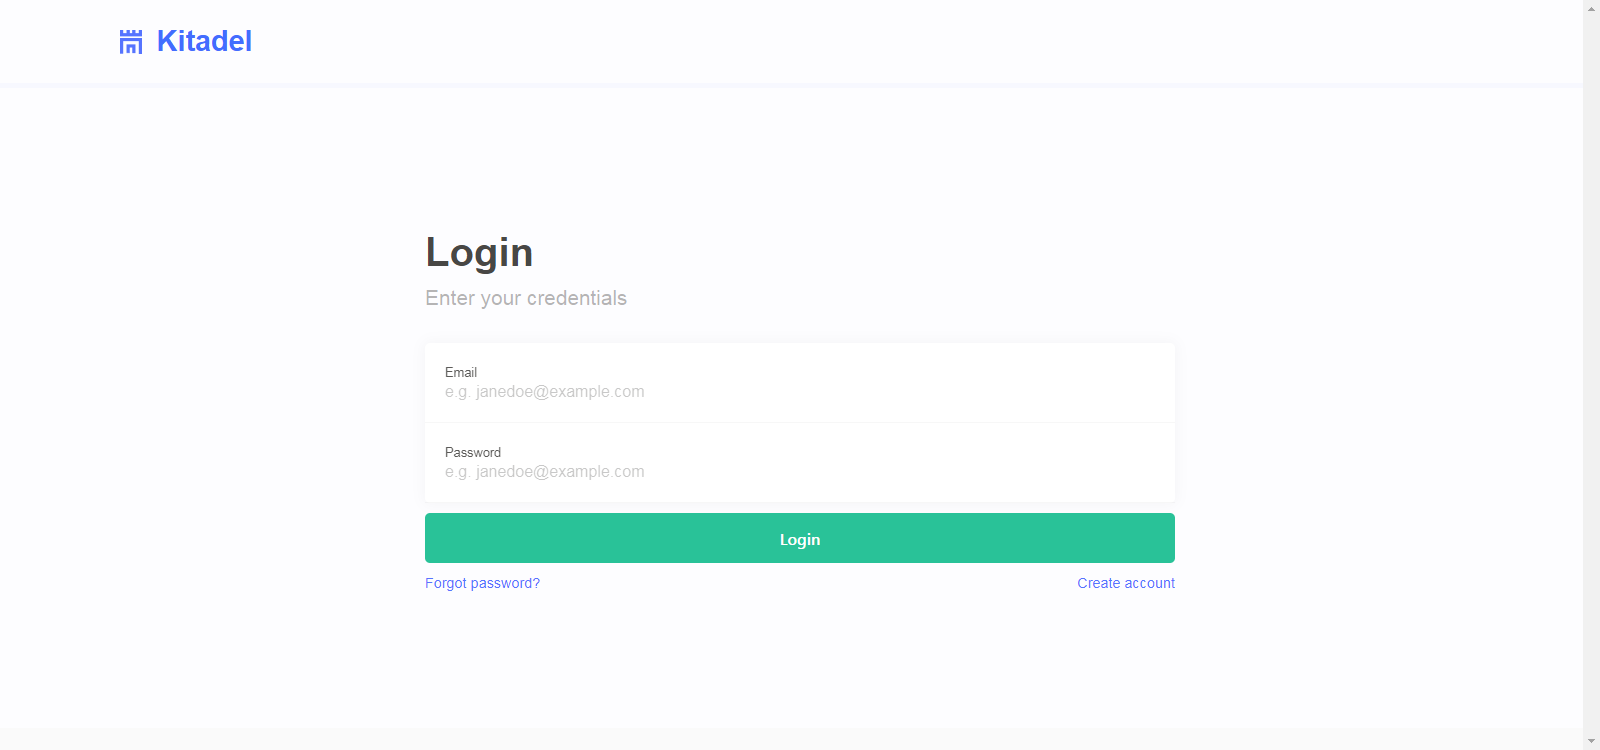 Kitadel
Login
Enter your credentials
Email
e.g. janedoe@example.com
Password
e.g. janedoe@example.com
Login
Forgot password?
Create account